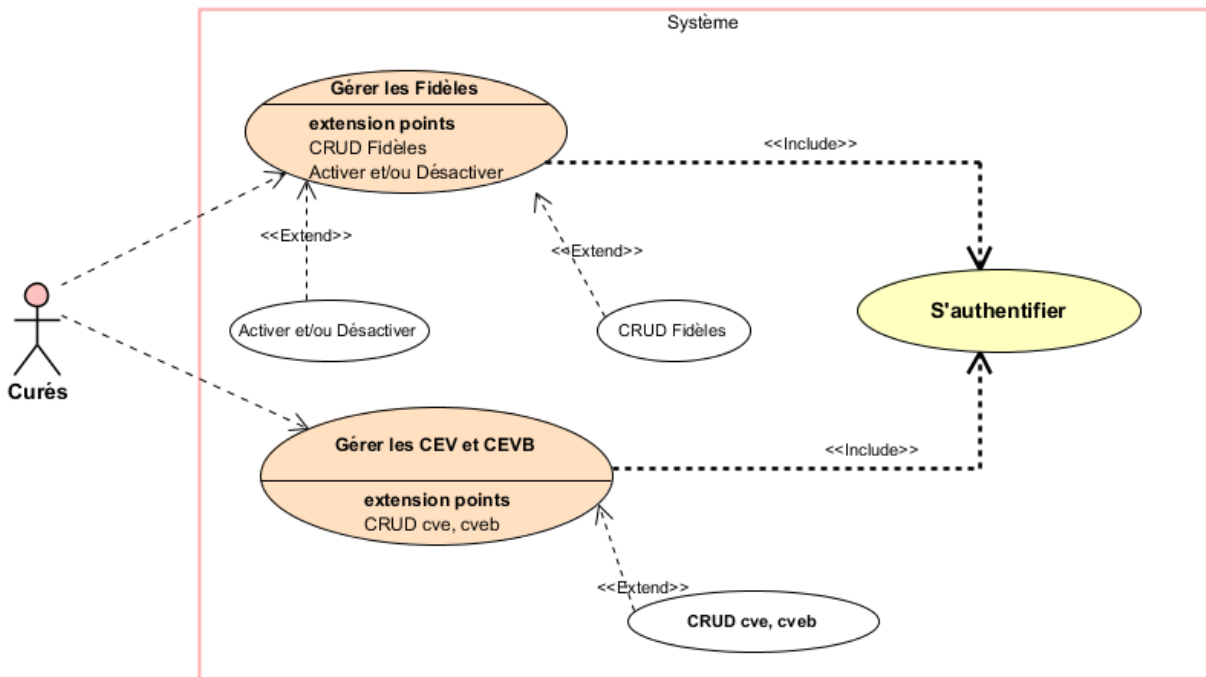 Système
Gérer les Fidèles
extension points
CRUD Fidèles
Activer et/ou Désactiver
<<Include>>
<<Extend>>
<<Extend>>
Activer et/ou Désactiver
CRUD Fidèles
S'authentifier
Curés
Gérer les CEV et CEVB
extension points
CRUD cve, cveb
<<Include>>
<<Extend>>
CRUD cve, cveb